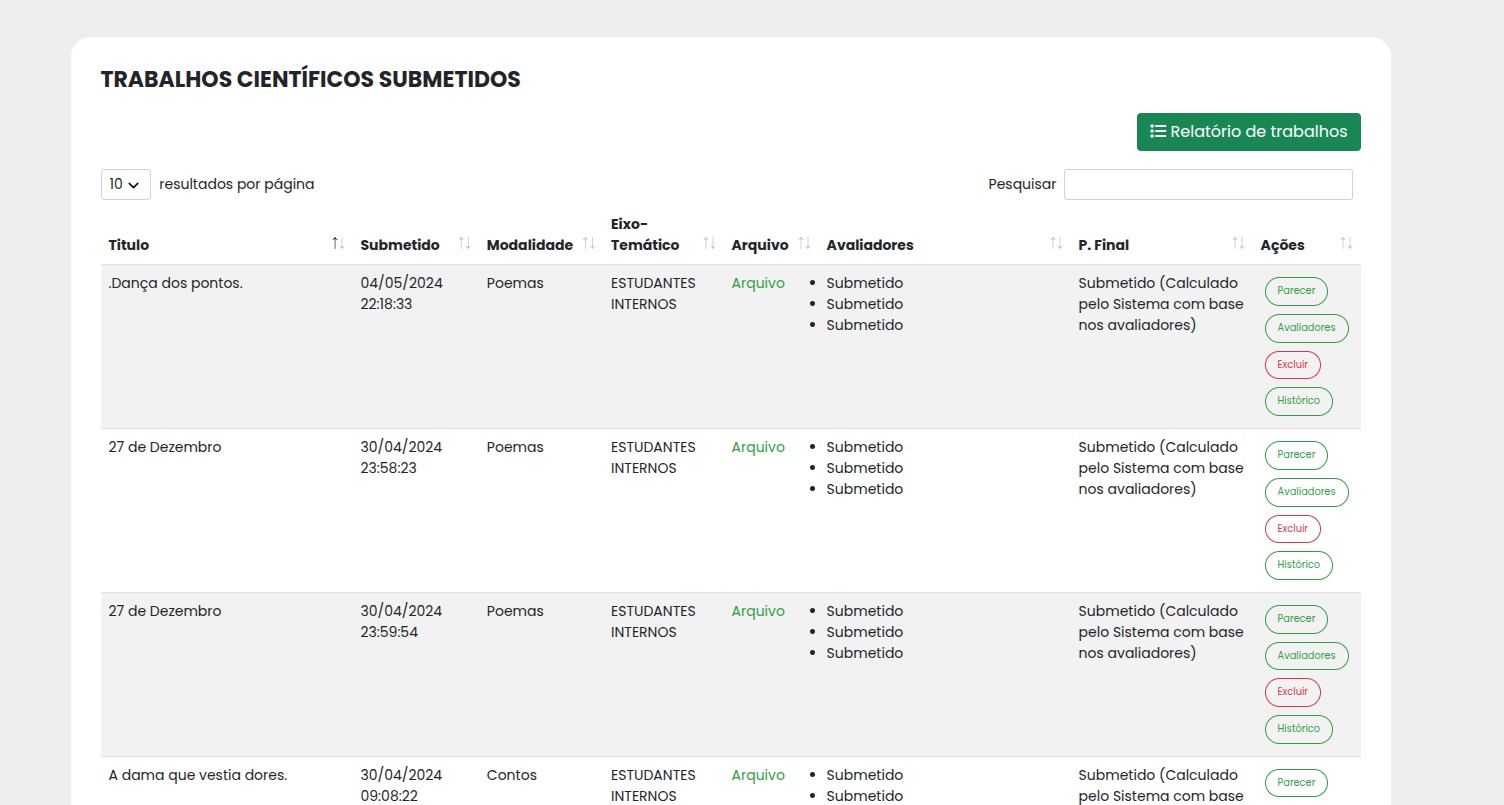 TRABALHOS CIENTÍFICOS SUBMETIDOS
Relatório de trabalhos
10 resultados por página
Pesquisar
Titulo Submetido Modalidade Eixo-Temático Arquivo Avaliadores P. Final Ações
.Dança dos pontos. 04/05/2024 Poemas ESTUDANTES Arquivo Submetido Submetido (Calculado Parecer
22:18:33 INTERNOS Submetido pelo Sistema com base Avaliadores
Submetido nos avaliadores)
Excluir
Histórico
27 de Dezembro 30/04/2024 Poemas ESTUDANTES Arquivo Submetido Submetido (Calculado Parecer
23:58:23 INTERNOS Submetido pelo Sistema com base Avaliadores
Submetido nos avaliadores)
Excluir
Histórico
27 de Dezembro 30/04/2024 Poemas ESTUDANTES Arquivo Submetido Submetido (Calculado Parecer
23:59:54 INTERNOS Submetido pelo Sistema com base Avaliadores
Submetido nos avaliadores)
Excluir
Histórico
A dama que vestia dores. 30/04/2024 Contos ESTUDANTES Arquivo Submetido Submetido (Calculado Parecer
09:08:22 INTERNOS Submetido pelo Sistema com base